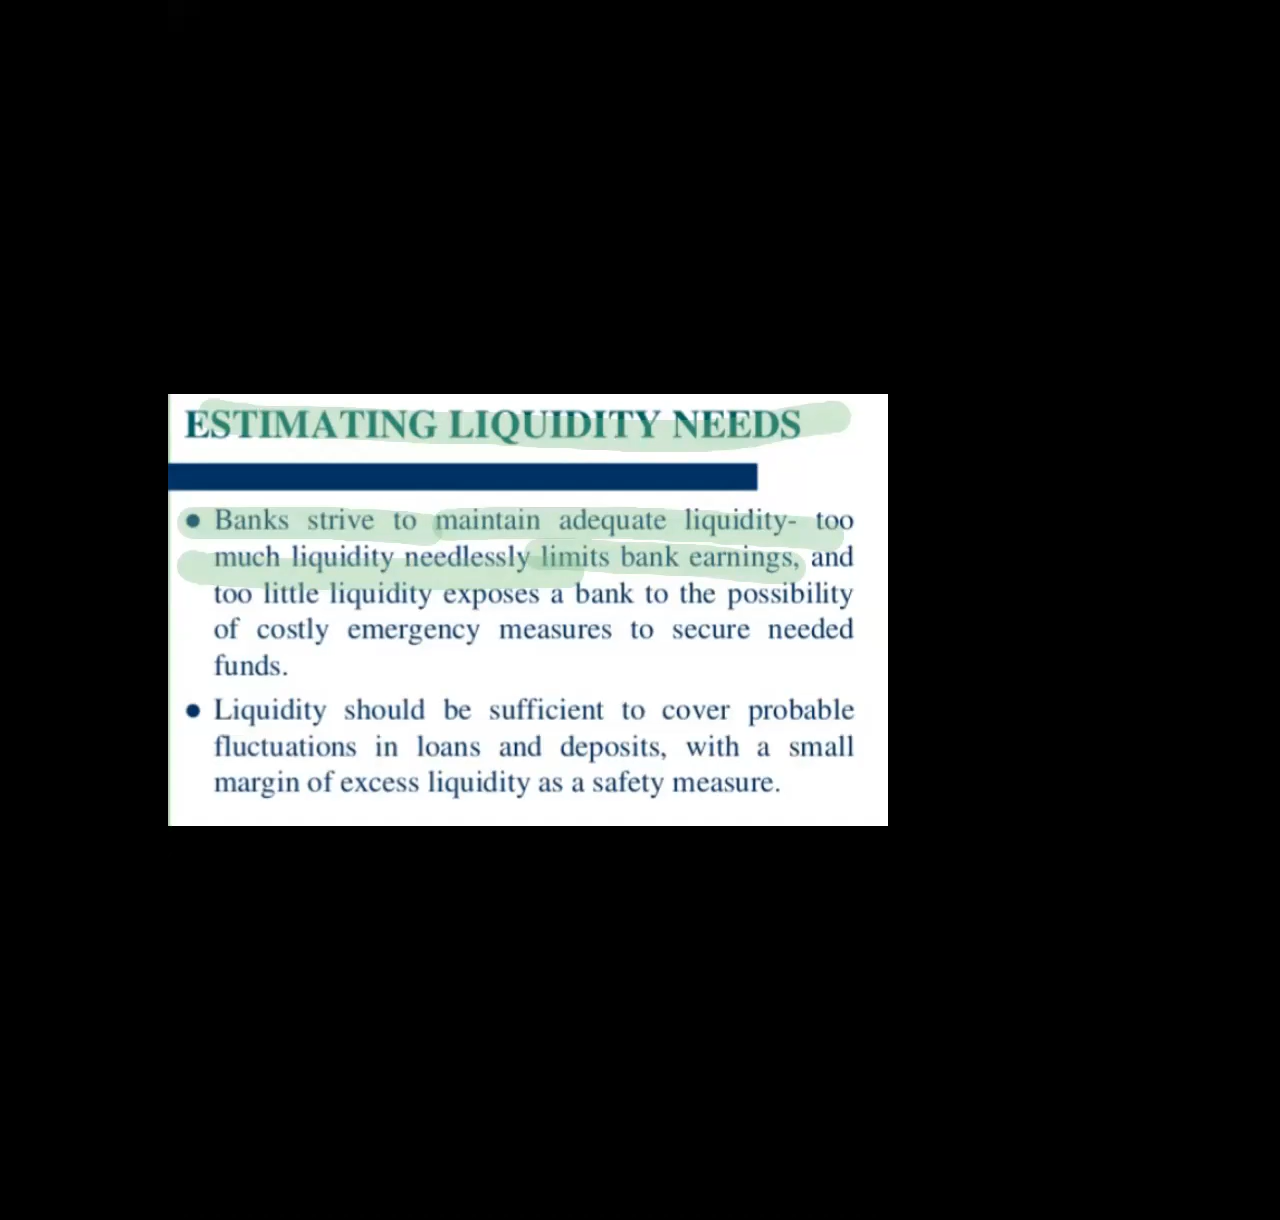 ESTIMATING LIQUIDITY NEEDS
● Banks strive to maintain adequate liquidity- too
much liquidity needlessly limits bank earnings, and
too little liquidity exposes a bank to the possibility
of costly emergency measures to secure needed
funds.
● Liquidity should be sufficient to cover probable
fluctuations in loans and deposits, with a small
margin of excess liquidity as a safety measure.